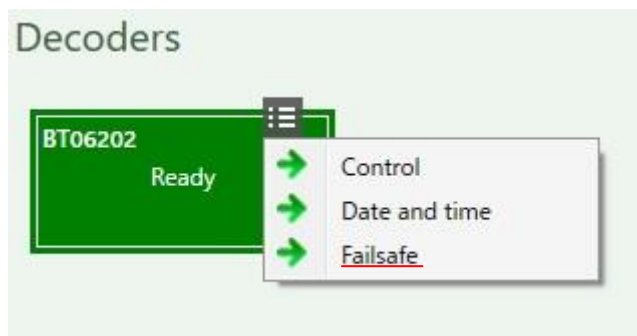 Decoders
BT06202
Ready
Control
Date and time
Failsafe